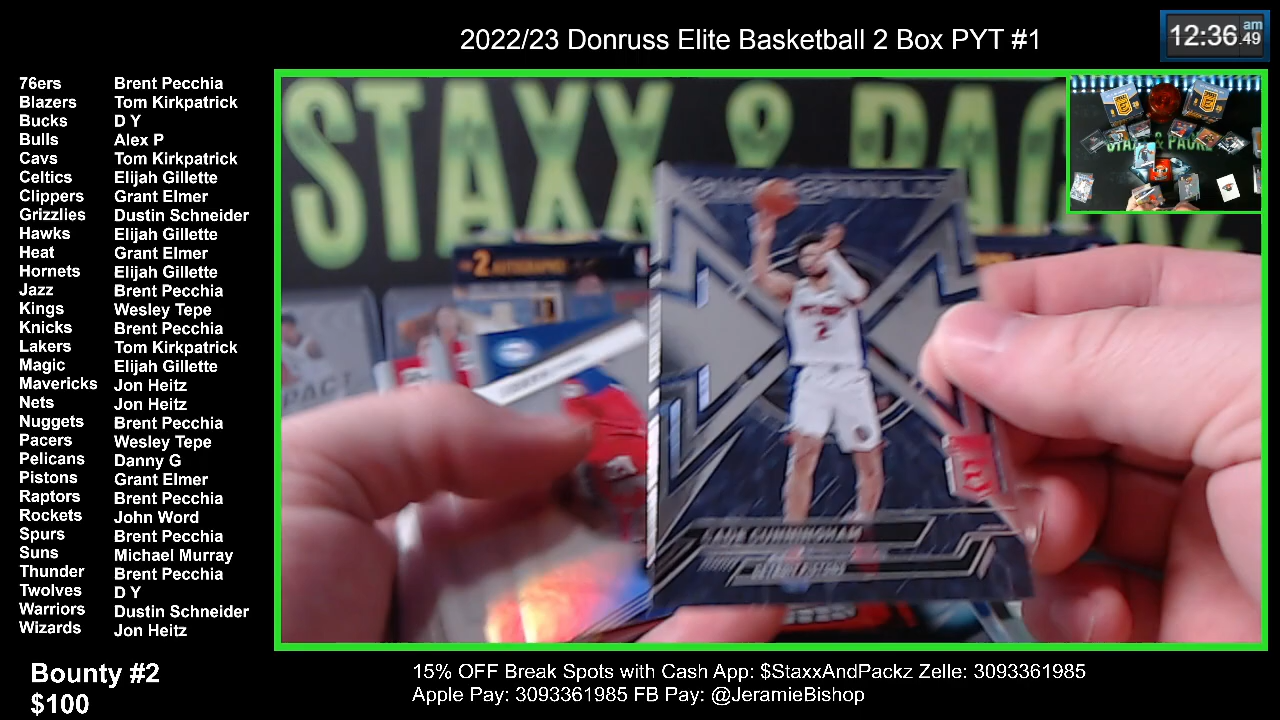 2022/23 Donruss Elite Basketball 2 Box PYT #1
12:36.49 am
76ers Brent Pecchia
Blazers Tom Kirkpatrick
Bucks D Y
Bulls Alex P
Cavs Tom Kirkpatrick
Celtics Elijah Gillette
Clippers Grant Elmer
Grizzlies Dustin Schneider
Hawks Elijah Gillette
Heat Grant Elmer
Hornets Elijah Gillette
Jazz Brent Pecchia
Kings Wesley Tepe
Knicks Brent Pecchia
Lakers Tom Kirkpatrick
Magic Elijah Gillette
Mavericks Jon Heitz
Nets Jon Heitz
Nuggets Brent Pecchia
Pacers Wesley Tepe
Pelicans Danny G
Pistons Grant Elmer
Raptors Brent Pecchia
Rockets John Word
Spurs Brent Pecchia
Suns Michael Murray
Thunder Brent Pecchia
Twolves D Y
Warriors Dustin Schneider
Wizards Jon Heitz
Bounty #2
$100
STAXX & PACKZ
2 AUTOGRAPHS
2
CADE CUNNINGHAM
DETROIT PISTONS
15% OFF Break Spots with Cash App: $StaxxAndPackz Zelle: 3093361985
Apple Pay: 3093361985 FB Pay: @JeramieBishop